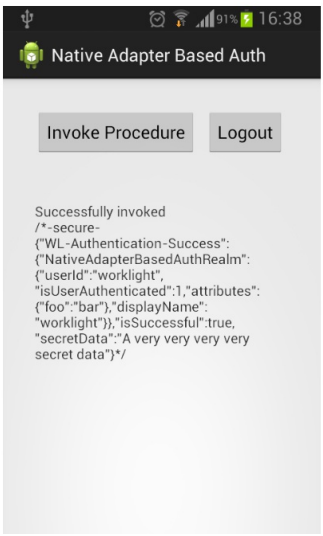 91% 16:38
Native Adapter Based Auth
Invoke Procedure Logout
Successfully invoked
/*-secure-
{"WL-Authentication-Success":
{"NativeAdapterBasedAuthRealm":
{"userId":"worklight",
"isUserAuthenticated":1,"attributes":
{"foo":"bar"},"displayName":
"worklight"}},"isSuccessful":true,
"secretData":"A very very very very
secret data"}*/